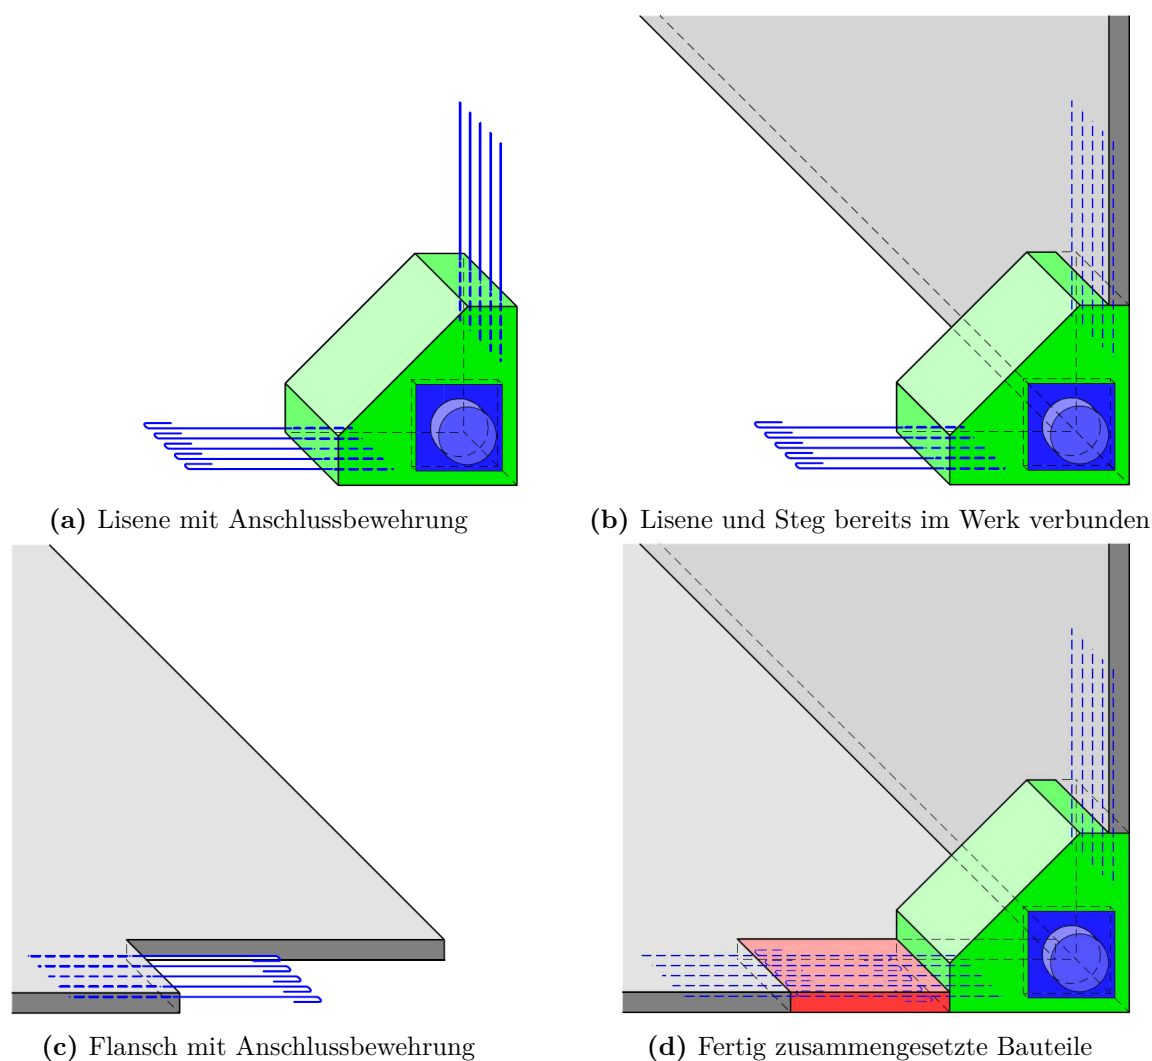 (a) Lisene mit Anschlussbewehrung
(b) Lisene und Steg bereits im Werk verbunden
(c) Flansch mit Anschlussbewehrung
(d) Fertig zusammengesetzte Bauteile